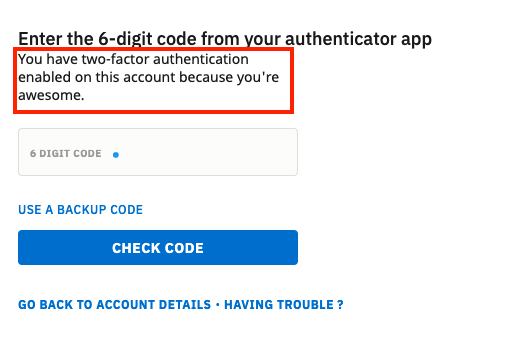 Enter the 6-digit code from your authenticator app
You have two-factor authentication
enabled on this account because you're
awesome.
6 DIGIT CODE
USE A BACKUP CODE
CHECK CODE
GO BACK TO ACCOUNT DETAILS · HAVING TROUBLE ?